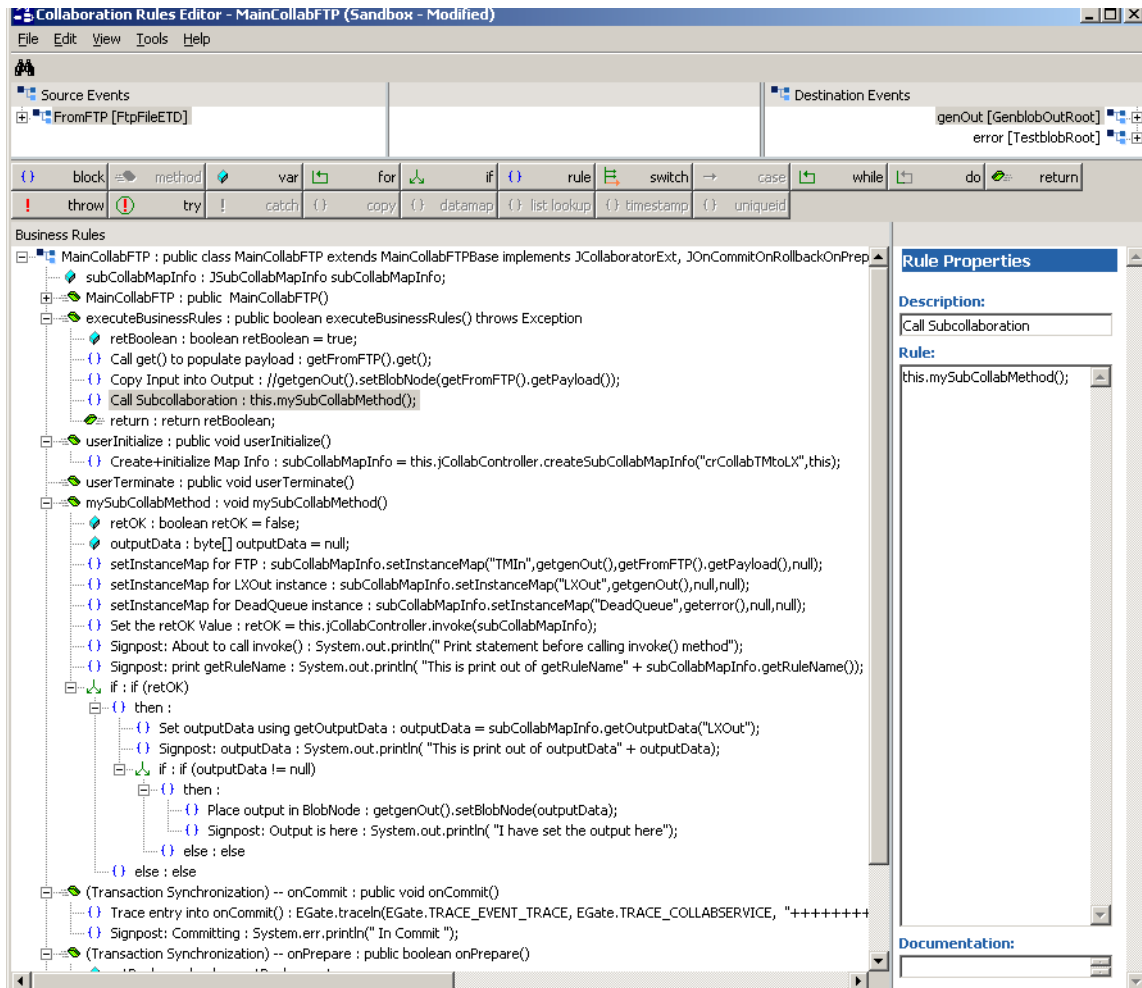 Collaboration Rules Editor - MainCollabFTP (Sandbox - Modified)
File Edit View Tools Help
Source Events
Destination Events
FromFTP [FtpFileETD]
genOut [GenblobOutRoot]
error [TestblobRoot]
{} block method var for if {} rule switch case while do return
throw try catch {} copy {} datamap {} list lookup {} timestamp {} uniqueid
Business Rules
MainCollabFTP : public class MainCollabFTP extends MainCollabFTPBase implements JCollaboratorExt, JOnCommitOnRollbackOnPrep
subCollabMapInfo : JSubCollabMapInfo subCollabMapInfo;
MainCollabFTP : public  MainCollabFTP()
executeBusinessRules : public boolean executeBusinessRules() throws Exception
retBoolean : boolean retBoolean = true;
{} Call get() to populate payload : getFromFTP().get();
{} Copy Input into Output : //getgenOut().setBlobNode(getFromFTP().getPayload());
{} Call Subcollaboration : this.mySubCollabMethod();
return : return retBoolean;
userInitialize : public void userInitialize()
{} Create+initialize Map Info : subCollabMapInfo = this.jCollabController.createSubCollabMapInfo("crCollabTMtoLX",this);
userTerminate : public void userTerminate()
mySubCollabMethod : void mySubCollabMethod()
retOK : boolean retOK = false;
outputData : byte[] outputData = null;
{} setInstanceMap for FTP : subCollabMapInfo.setInstanceMap("TMIn",getgenOut(),getFromFTP().getPayload(),null);
{} setInstanceMap for LXOut instance : subCollabMapInfo.setInstanceMap("LXOut",getgenOut(),null,null);
{} setInstanceMap for DeadQueue instance : subCollabMapInfo.setInstanceMap("DeadQueue",geterror(),null,null);
{} Set the retOK Value : retOK = this.jCollabController.invoke(subCollabMapInfo);
{} Signpost: About to call invoke() : System.out.println(" Print statement before calling invoke() method");
{} Signpost: print getRuleName : System.out.println( "This is print out of getRuleName" + subCollabMapInfo.getRuleName());
if : if (retOK)
{} then :
{} Set outputData using getOutputData : outputData = subCollabMapInfo.getOutputData("LXOut");
{} Signpost: outputData : System.out.println( "This is print out of outputData" + outputData);
if : if (outputData != null)
{} then :
{} Place output in BlobNode : getgenOut().setBlobNode(outputData);
{} Signpost: Output is here : System.out.println( "I have set the output here");
{} else : else
{} else : else
(Transaction Synchronization) -- onCommit : public void onCommit()
{} Trace entry into onCommit() : EGate.traceln(EGate.TRACE_EVENT_TRACE, EGate.TRACE_COLLABSERVICE, "++++++++
{} Signpost: Committing : System.err.println(" In Commit ");
(Transaction Synchronization) -- onPrepare : public boolean onPrepare()
Rule Properties
Description:
Call Subcollaboration
Rule:
this.mySubCollabMethod();
Documentation: